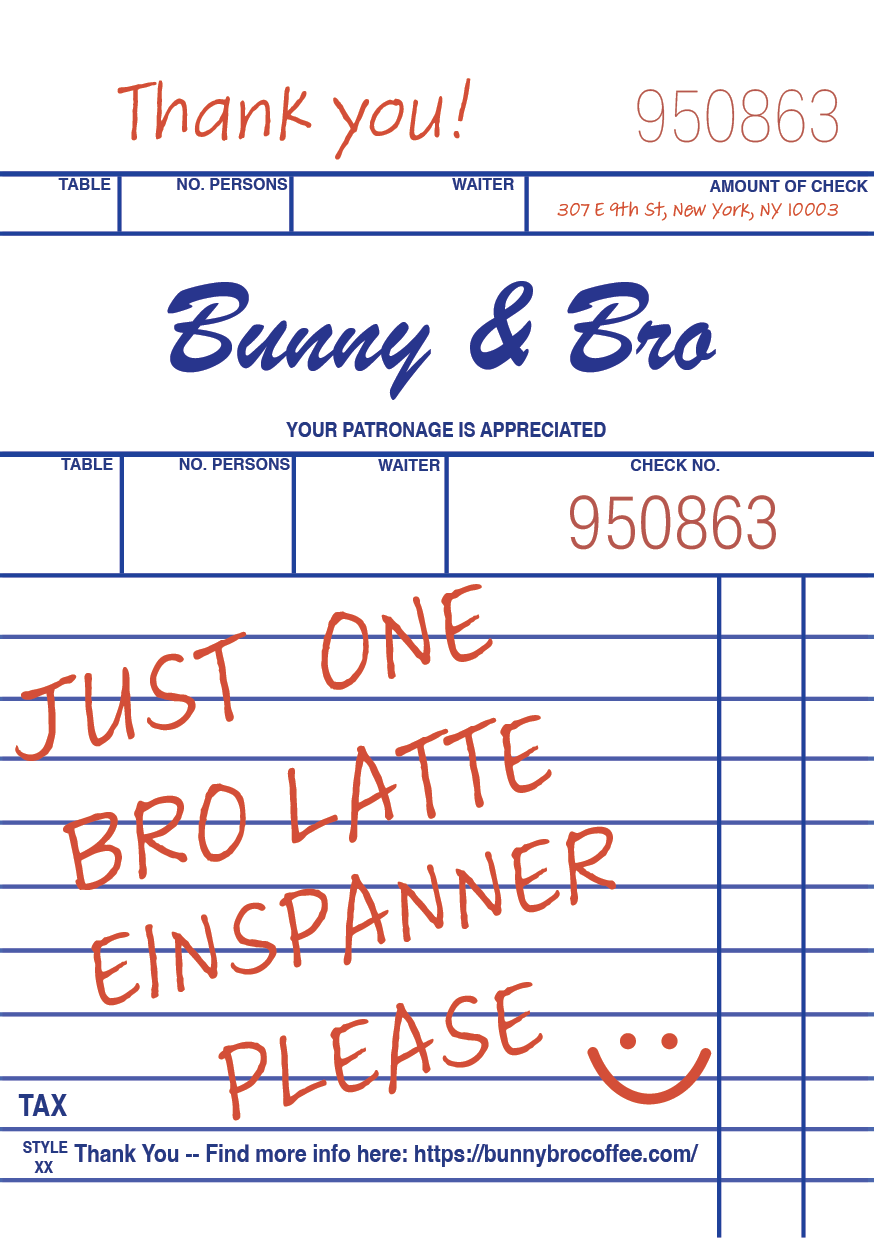 Thank you!
950863
TABLE NO. PERSONS WAITER AMOUNT OF CHECK
307 E 9th St, New York, NY 10003
Bunny & Bro
YOUR PATRONAGE IS APPRECIATED
TABLE NO. PERSONS WAITER CHECK NO.
950863
JUST ONE
BRO LATTE
EINSPANNER
PLEASE
TAX
STYLE XX
Thank You -- Find more info here: https://bunnybrocoffee.com/